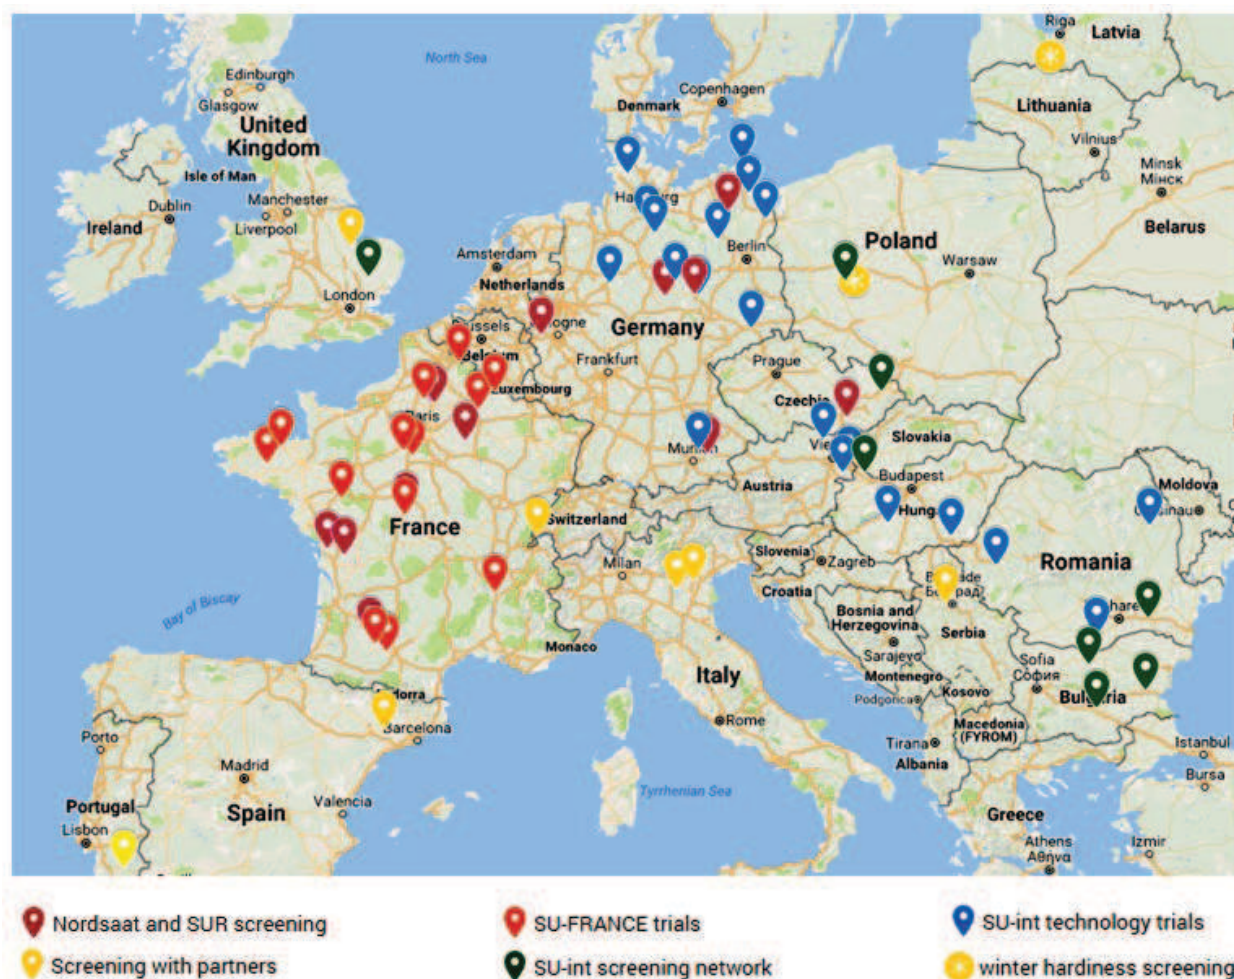 Riga
Latvia
North Sea
Edinburgh
Glasgow
Copenhagen
Denmark
Lithuania
United
Kingdom
Vilnius
Minsk
Мінск
Isle of Man
Dublin
Manchester
Liverpool
Ireland
Belarus
Berlin
Poland
Warsaw
Amsterdam
Netherlands
London
Germany
Belgium
Frankfurt
Prague
Luxembourg
Czechia
Slovakia
Budapest
Moldova
Austria
France
Switzerland
Slovenia
Zagreb
Milan
Croatia
Romania
Bay of Biscay
Bosnia and
Herzegovina
Serbia
Monaco
Sarajevo
Sofia
София
Italy
Montenegro
Kosovo
Podgorica
Bulgaria
Barcelona
Rome
Macedonia
(FYROM)
Porto
Tirana
Istanbul
Madrid
Albania
Bursa
Tyrrhenian Sea
Portugal
Spain
Valencia
Greece
Lisbon
Athens
Αθήνα
Izmir
Nordsaat and SUR screening
SU-FRANCE trials
SU-int technology trials
Screening with partners
SU-int screening network
winter hardiness screening